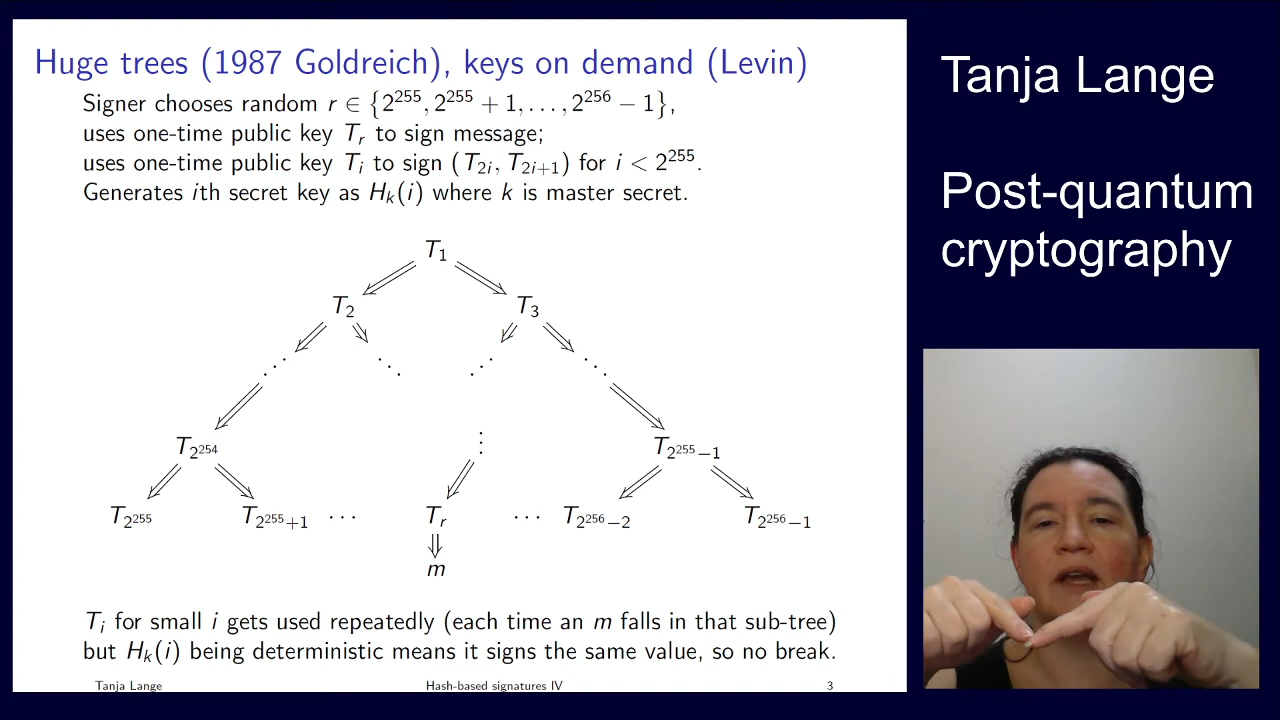 Huge trees (1987 Goldreich), keys on demand (Levin)
Signer chooses random r ∈ {2^255, 2^255 + 1, . . . , 2^256 − 1},
uses one-time public key T_r to sign message;
uses one-time public key T_i to sign (T_2i, T_2i+1) for i < 2^255.
Generates ith secret key as H_k(i) where k is master secret.
T_1
T_2 T_3
T_2^254 T_2^255−1
T_2^255 T_2^255+1 · · · T_r · · · T_2^256−2 T_2^256−1
m
T_i for small i gets used repeatedly (each time an m falls in that sub-tree)
but H_k(i) being deterministic means it signs the same value, so no break.
Tanja Lange Hash-based signatures IV 3
Tanja Lange
Post-quantum
cryptography